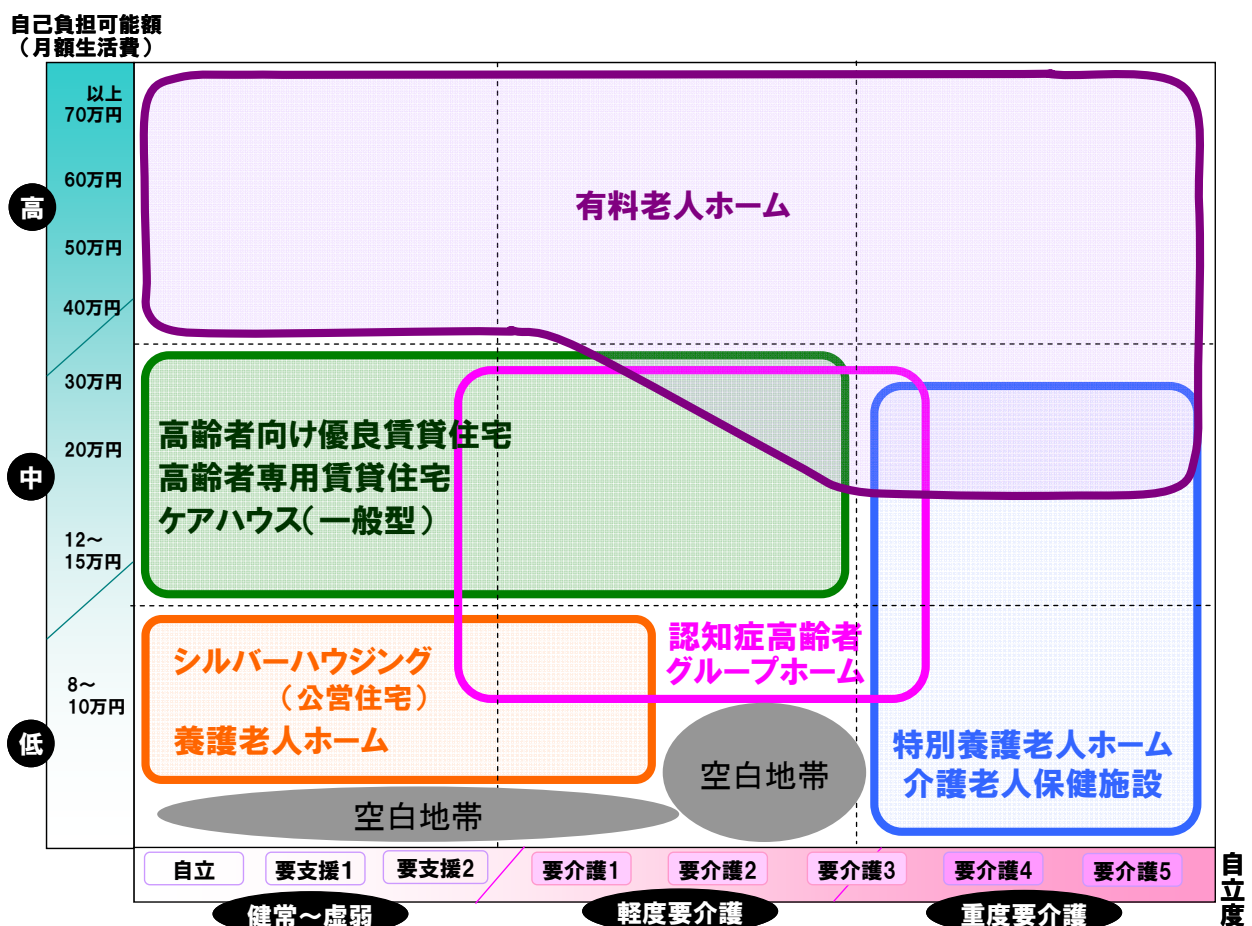 自己負担可能額
（月額生活費）
以上
70万円
60万円
高
50万円
40万円
30万円
20万円
中
12～
15万円
8～
10万円
低
有料老人ホーム
高齢者向け優良賃貸住宅
高齢者専用賃貸住宅
ケアハウス（一般型）
シルバーハウジング
（公営住宅）
養護老人ホーム
認知症高齢者
グループホーム
特別養護老人ホーム
介護老人保健施設
空白地帯
空白地帯
自立
要支援1
要支援2
要介護1
要介護2
要介護3
要介護4
要介護5
自立度
健常～虚弱
軽度要介護
重度要介護